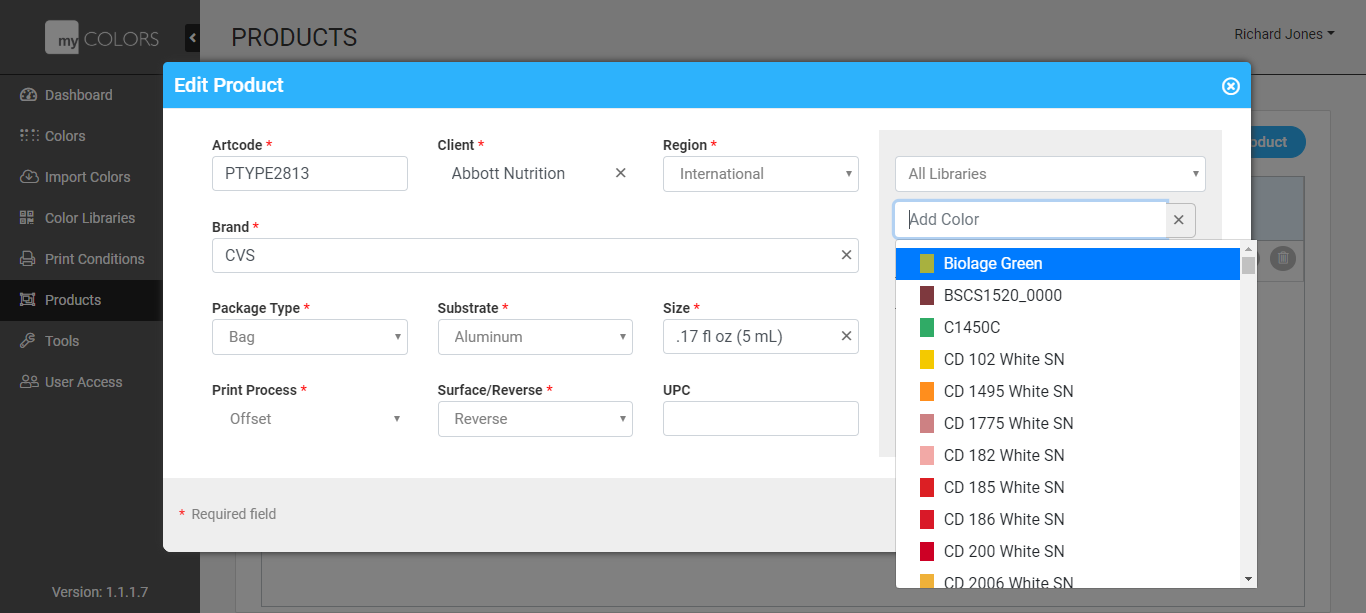 my COLORS
PRODUCTS
Richard Jones
Dashboard
Colors
Import Colors
Color Libraries
Print Conditions
Products
Tools
User Access
Version: 1.1.1.7
Edit Product
Artcode *
PTYPE2813
Client *
Abbott Nutrition
Region *
International
Brand *
CVS
Package Type *
Bag
Substrate *
Aluminum
Size *
.17 fl oz (5 mL)
Print Process *
Offset
Surface/Reverse *
Reverse
UPC
* Required field
All Libraries
Add Color
Biolage Green
BSCS1520_0000
C1450C
CD 102 White SN
CD 1495 White SN
CD 1775 White SN
CD 182 White SN
CD 185 White SN
CD 186 White SN
CD 200 White SN
CD 2006 White SN
oduct